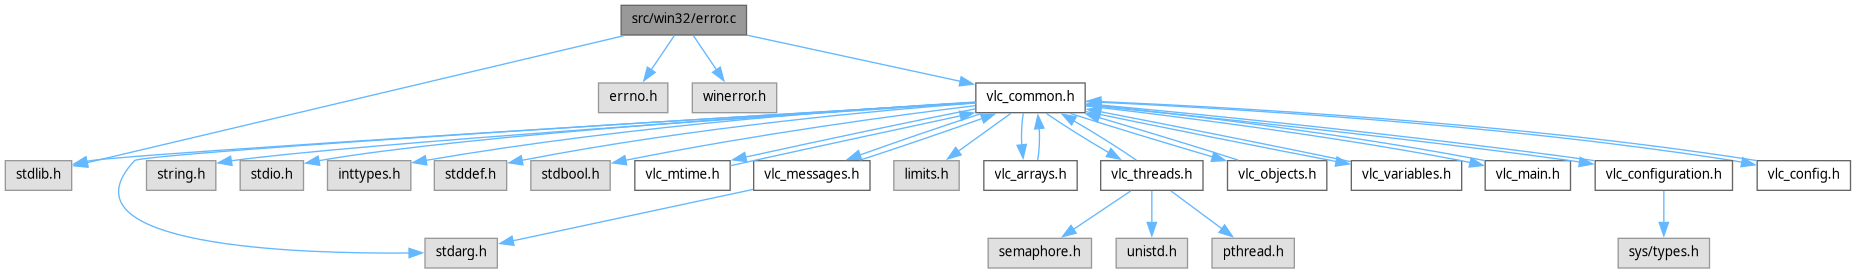 src/win32/error.c
errno.h
winerror.h
vlc_common.h
stdlib.h
string.h
stdio.h
inttypes.h
stddef.h
stdbool.h
vlc_mtime.h
vlc_messages.h
limits.h
vlc_arrays.h
vlc_threads.h
vlc_objects.h
vlc_variables.h
vlc_main.h
vlc_configuration.h
vlc_config.h
stdarg.h
semaphore.h
unistd.h
pthread.h
sys/types.h